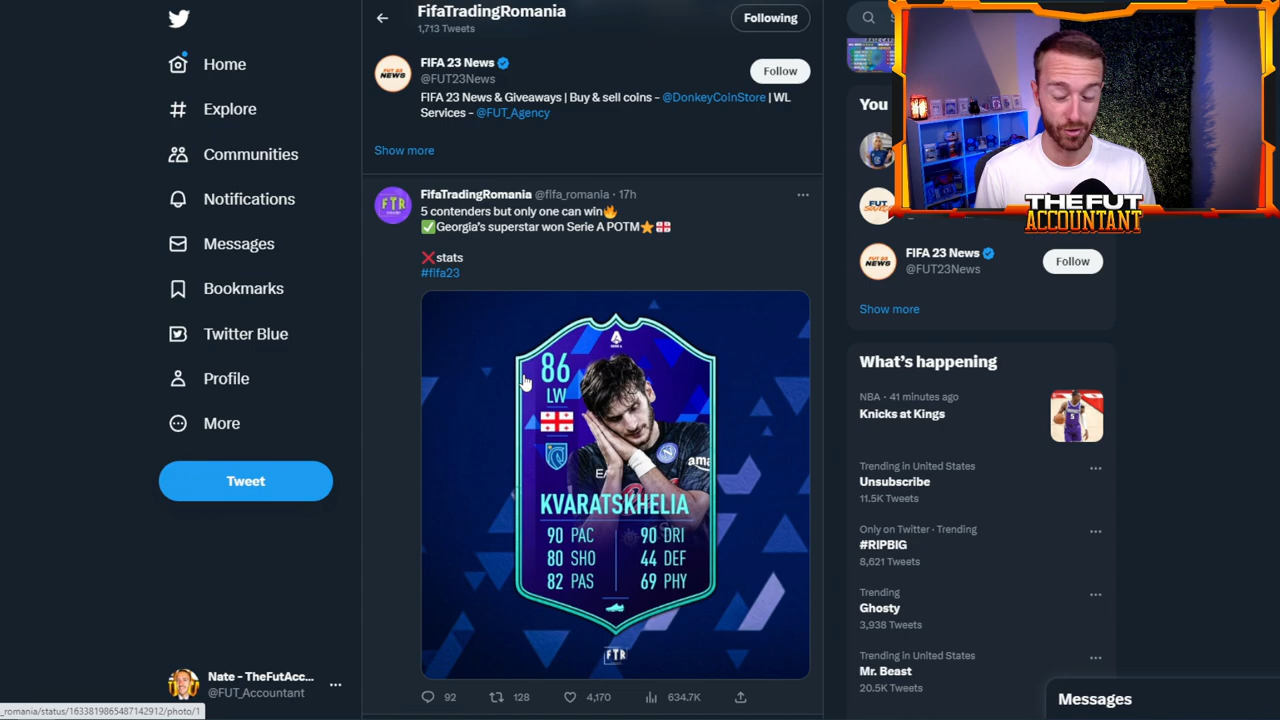 Home
Explore
Communities
Notifications
Messages
Bookmarks
Twitter Blue
Profile
More
Tweet
Nate - TheFutAcc...
@FUT_Accountant
_romania/status/1633819865487142912/photo/1
FifaTradingRomania
1,713 Tweets
Following
FIFA 23 News
@FUT23News
Follow
FIFA 23 News & Giveaways | Buy & sell coins - @DonkeyCoinStore | WL
Services - @FUT_Agency
Show more
FifaTradingRomania @fifa_romania · 17h
5 contenders but only one can win🔥
✅Georgia's superstar won Serie A POTM⭐🇬🇪
❌stats
#fifa23
86
LW
KVARATSKHELIA
90 PAC 90 DRI
80 SHO 44 DEF
82 PAS 69 PHY
FTR
92 128 4,170 634.7K
THE FUT
ACCOUNTANT
You
FIFA 23 News
@FUT23News
Follow
Show more
What's happening
NBA · 41 minutes ago
Knicks at Kings
Trending in United States
Unsubscribe
11.5K Tweets
Only on Twitter · Trending
#RIPBIG
8,621 Tweets
Trending
Ghosty
3,938 Tweets
Trending in United States
Mr. Beast
20.5K Tweets
Messages